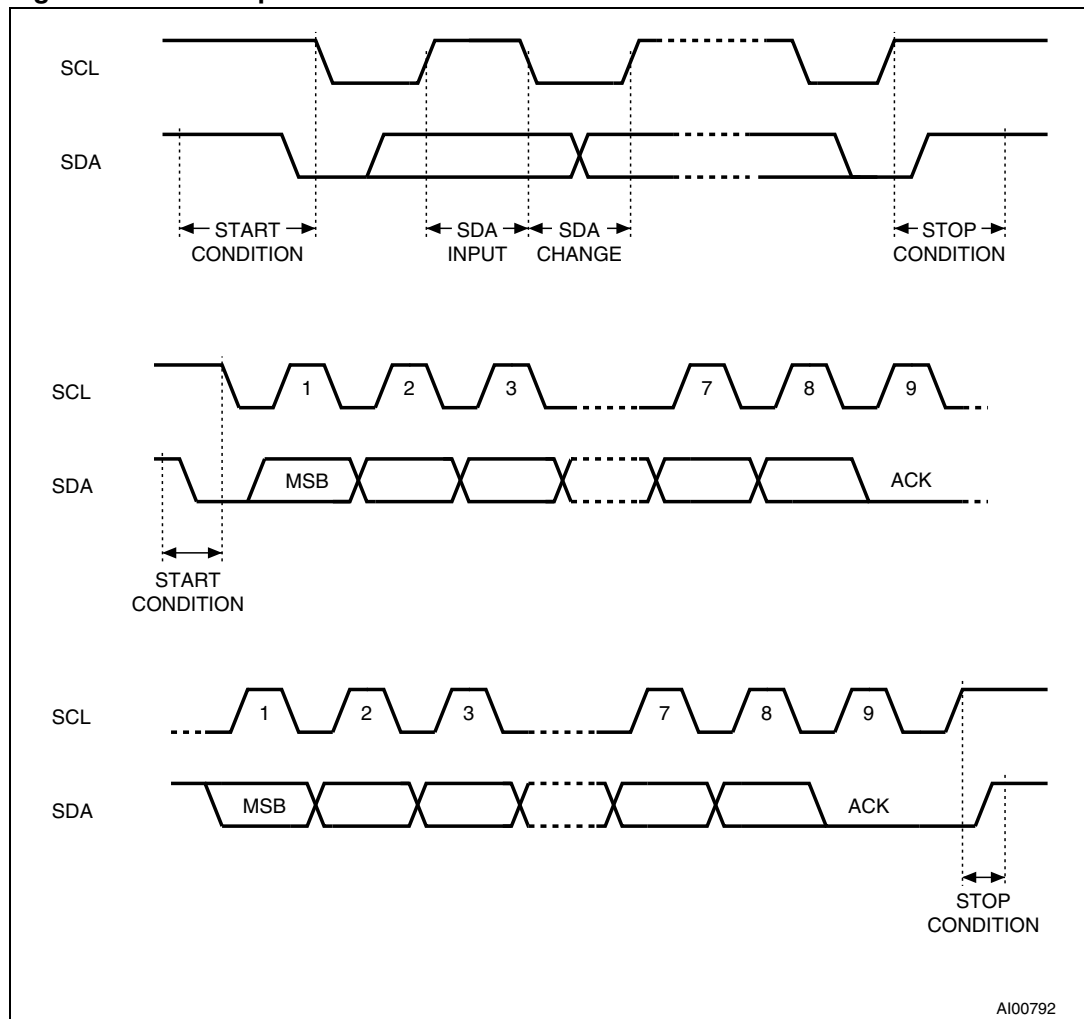 SCL
SDA
START CONDITION
SDA INPUT
SDA CHANGE
STOP CONDITION
SCL
1 2 3 7 8 9
SDA
MSB
ACK
START
CONDITION
SCL
1 2 3 7 8 9
SDA
MSB
ACK
STOP
CONDITION
AI00792